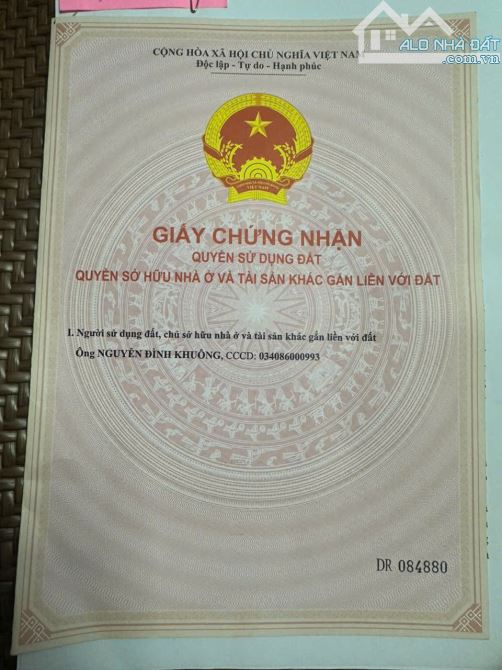 ALO NHÀ ĐẤT
.com.vn
CỘNG HÒA XÃ HỘI CHỦ NGHĨA VIỆT NAM
Độc lập - Tự do - Hạnh phúc
VIỆT NAM
GIẤY CHỨNG NHẬN
QUYỀN SỬ DỤNG ĐẤT
QUYỀN SỞ HỮU NHÀ Ở VÀ TÀI SẢN KHÁC GẮN LIỀN VỚI ĐẤT
I. Người sử dụng đất, chủ sở hữu nhà ở và tài sản khác gắn liền với đất
Ông NGUYỄN ĐÌNH KHUÔNG, CCCD: 034086000993
DR 084880